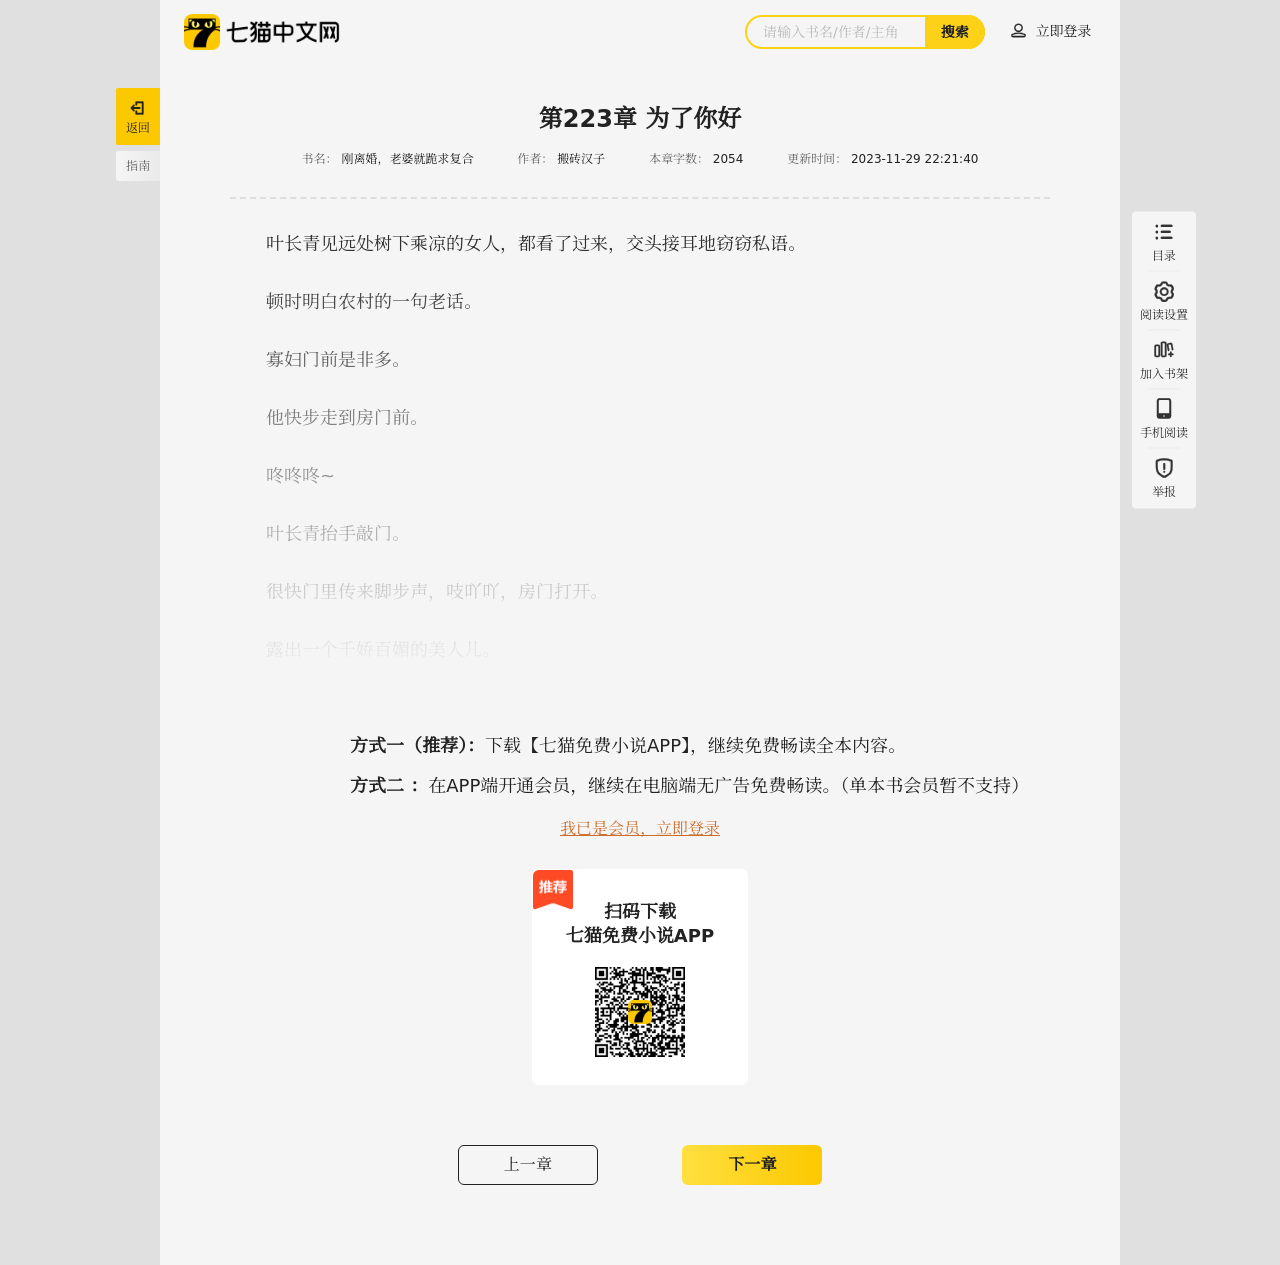 七猫中文网
请输入书名/作者/主角
搜索
立即登录
返回
指南
第223章 为了你好
书名： 刚离婚，老婆就跪求复合 作者： 搬砖汉子 本章字数： 2054 更新时间： 2023-11-29 22:21:40
叶长青见远处树下乘凉的女人，都看了过来，交头接耳地窃窃私语。
顿时明白农村的一句老话。
寡妇门前是非多。
他快步走到房门前。
咚咚咚~
叶长青抬手敲门。
很快门里传来脚步声，吱吖吖，房门打开。
露出一个千娇百媚的美人儿。
目录
阅读设置
加入书架
手机阅读
举报
方式一（推荐）：下载【七猫免费小说APP】，继续免费畅读全本内容。
方式二 ：在APP端开通会员，继续在电脑端无广告免费畅读。（单本书会员暂不支持）
我已是会员，立即登录
推荐
扫码下载
七猫免费小说APP
上一章
下一章